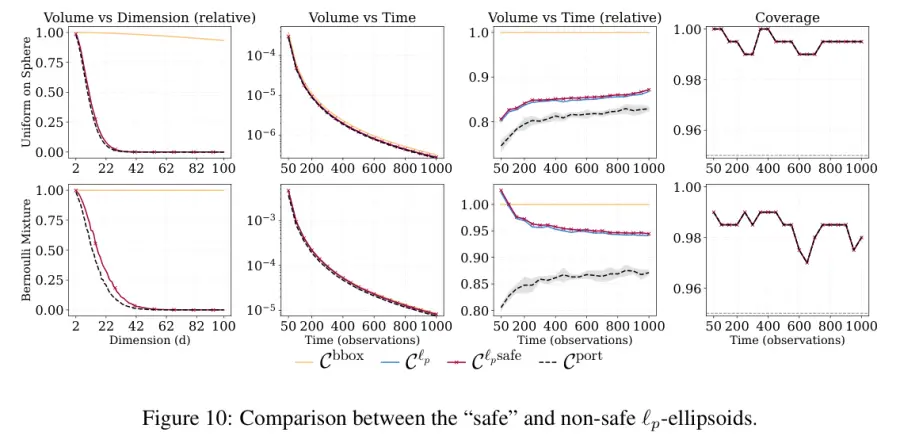 Volume vs Dimension (relative) Volume vs Time Volume vs Time (relative) Coverage
Uniform on Sphere
1.00
0.75
0.50
0.25
0.00
2 22 42 62 82 100
10⁻⁴
10⁻⁵
10⁻⁶
50 200 400 600 800 1000
1.0
0.9
0.8
50 200 400 600 800 1000
1.00
0.98
0.96
50 200 400 600 800 1000
Bernoulli Mixture
1.00
0.75
0.50
0.25
0.00
2 22 42 62 82 100
Dimension (d)
10⁻³
10⁻⁴
10⁻⁵
50 200 400 600 800 1000
Time (observations)
1.00
0.95
0.90
0.85
0.80
50 200 400 600 800 1000
Time (observations)
1.00
0.98
0.96
50 200 400 600 800 1000
Time (observations)
𝒞^bbox 𝒞^ℓₚ 𝒞^ℓₚsafe 𝒞^port
Figure 10: Comparison between the “safe” and non-safe ℓₚ-ellipsoids.